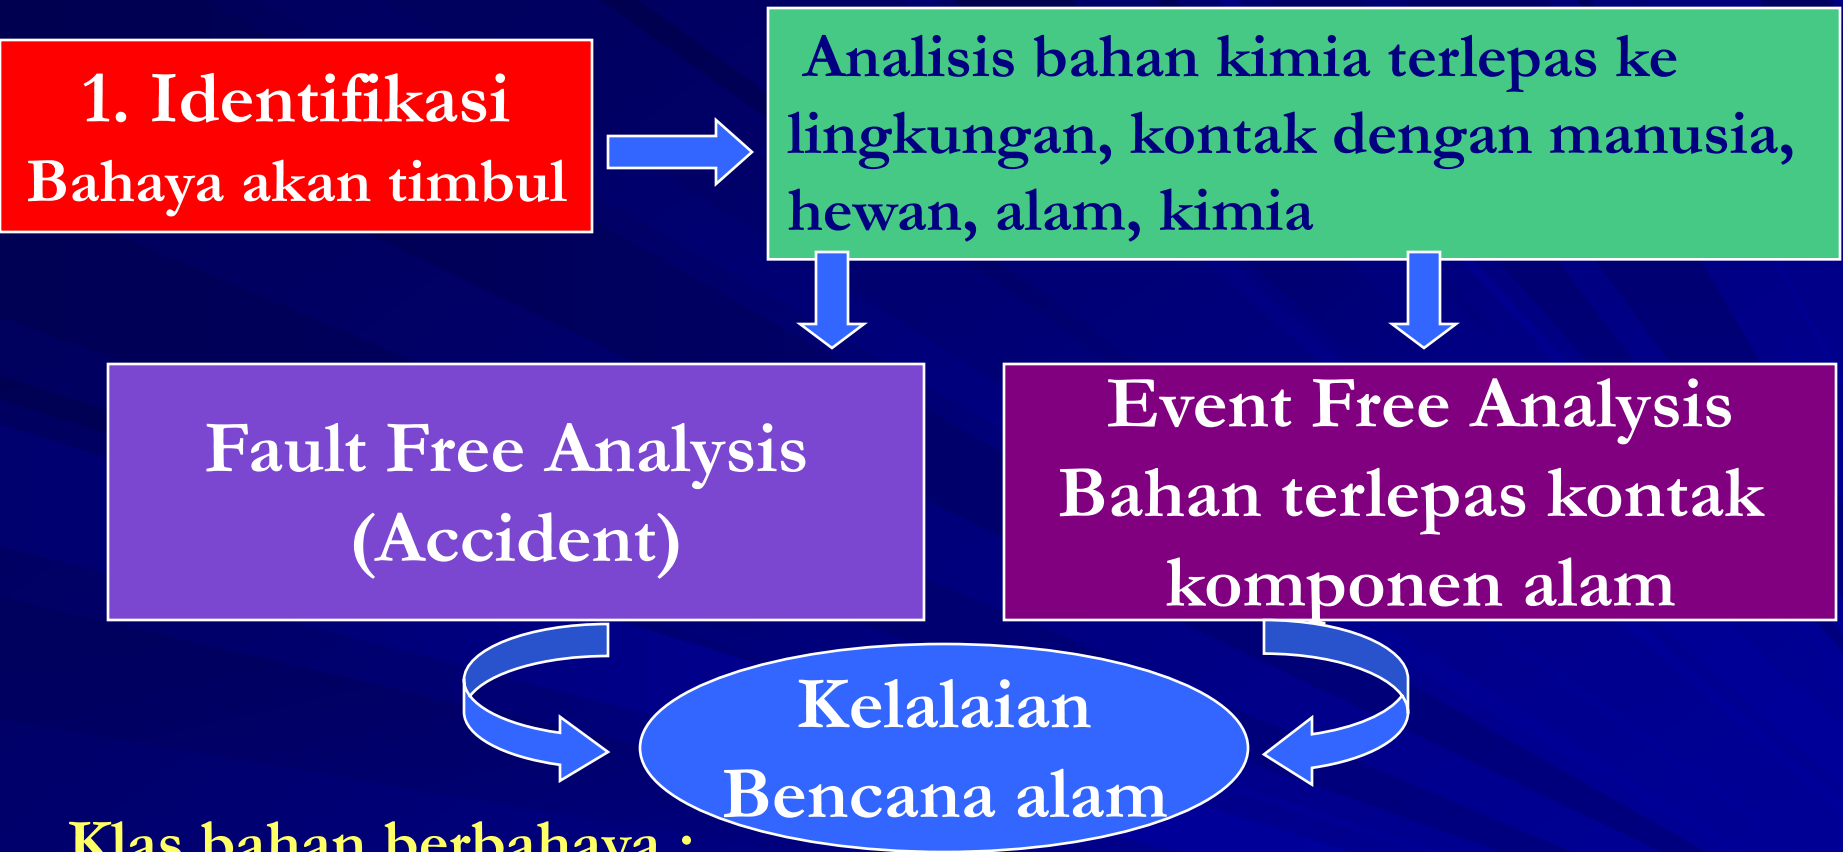 1. Identifikasi
Bahaya akan timbul
Analisis bahan kimia terlepas ke
lingkungan, kontak dengan manusia,
hewan, alam, kimia
Fault Free Analysis
(Accident)
Event Free Analysis
Bahan terlepas kontak
komponen alam
Kelalaian
Bencana alam
Klas bahan berbahaya :